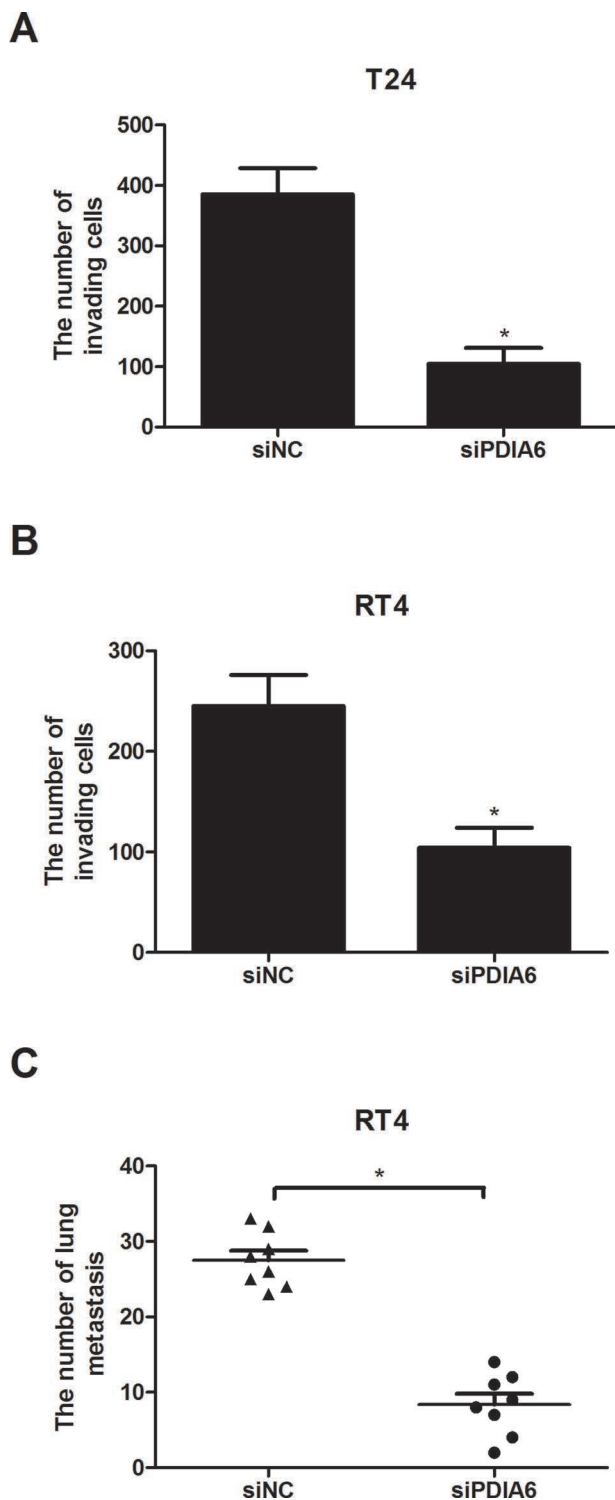 A
T24
The number of
invading cells
500
400
300
200
100
0
*
siNC
siPDIA6
B
RT4
The number of
invading cells
300
200
100
0
*
siNC
siPDIA6
C
RT4
The number of lung
metastasis
40
30
20
10
0
*
siNC
siPDIA6